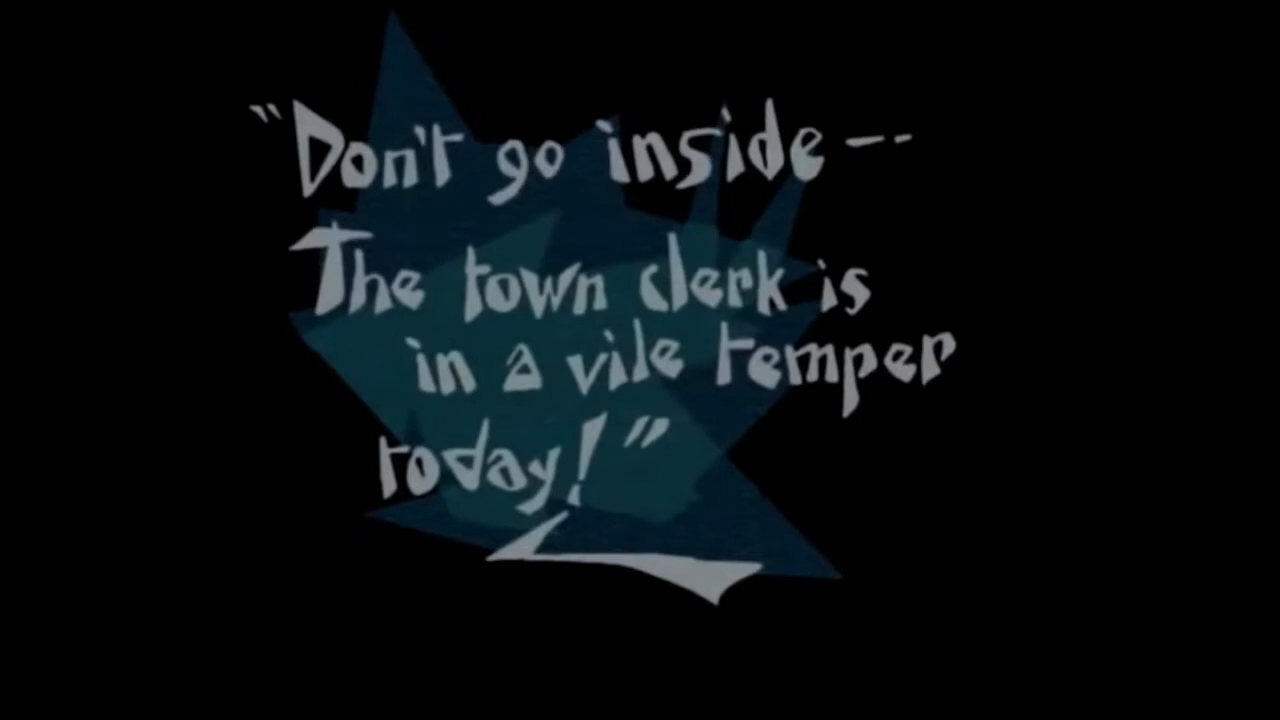 "Don't go inside--
The town clerk is
in a vile temper
today!"